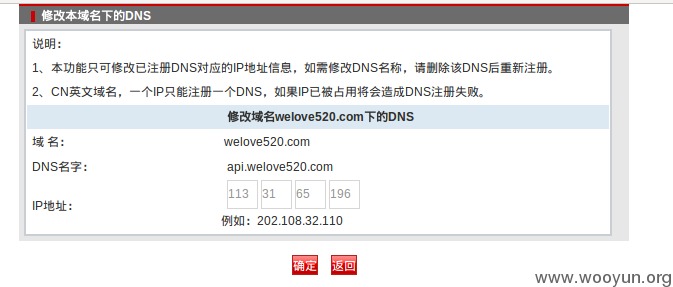 修改本域名下的DNS
说明：
1、本功能只可修改已注册DNS对应的IP地址信息，如需修改DNS名称，请删除该DNS后重新注册。
2、CN英文域名，一个IP只能注册一个DNS，如果IP已被占用将会造成DNS注册失败。
修改域名welove520.com下的DNS
域 名： welove520.com
DNS名字： api.welove520.com
IP地址： 113 31 65 196
例如：202.108.32.110
确定 返回
www.wooyun.org